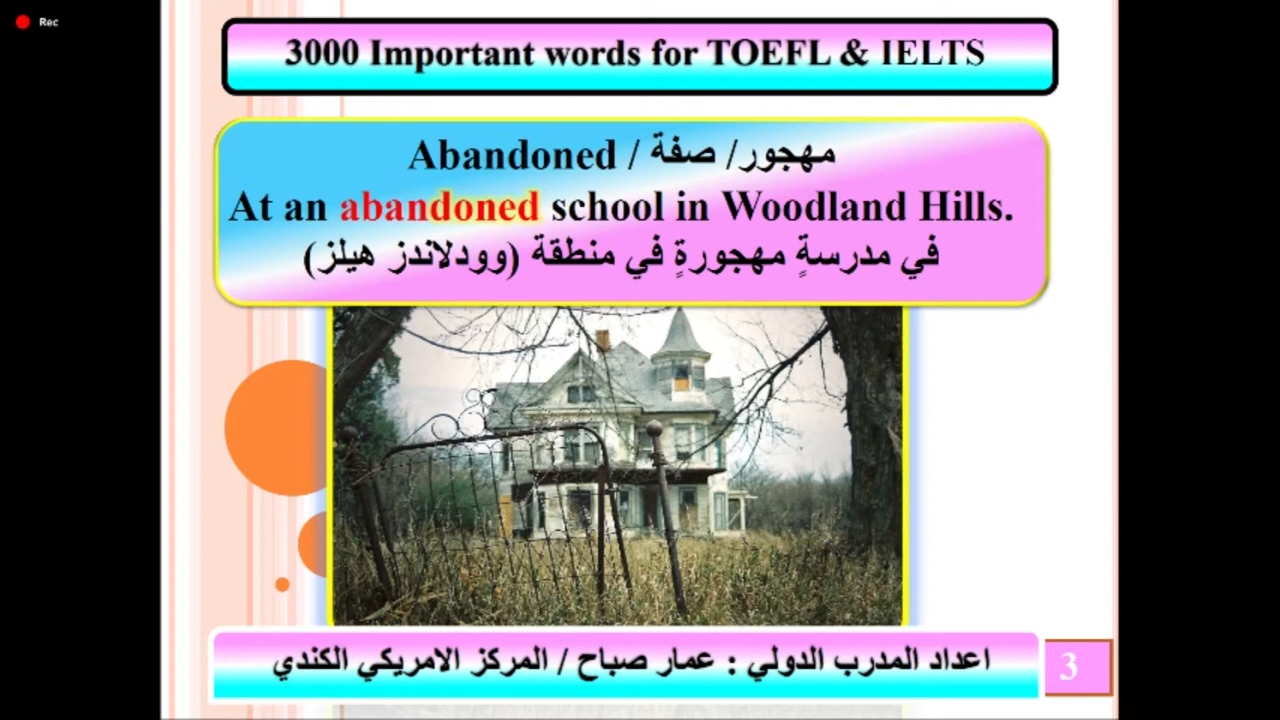 Rec
3000 Important words for TOEFL & IELTS
Abandoned / مهجور/ صفة
At an abandoned school in Woodland Hills.
في مدرسةٍ مهجورةٍ في منطقة (وودلاندز هيلز)
اعداد المدرب الدولي : عمار صباح / المركز الامريكي الكندي
3